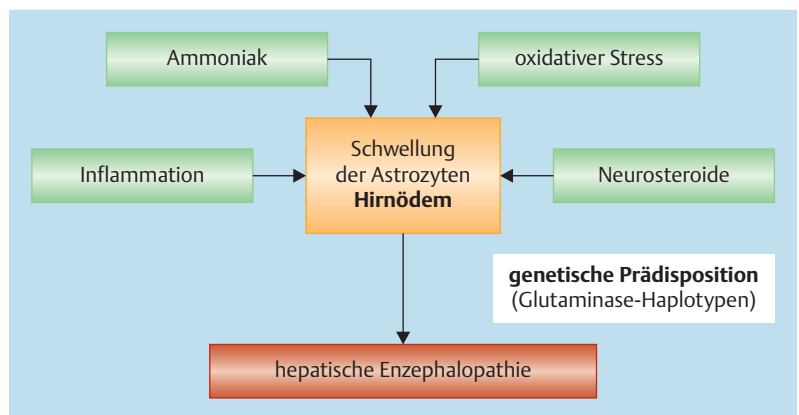 Ammoniak
oxidativer Stress
Inflammation
Schwellung
der Astrozyten
Hirnödem
Neurosteroide
genetische Prädisposition
(Glutaminase-Haplotypen)
hepatische Enzephalopathie